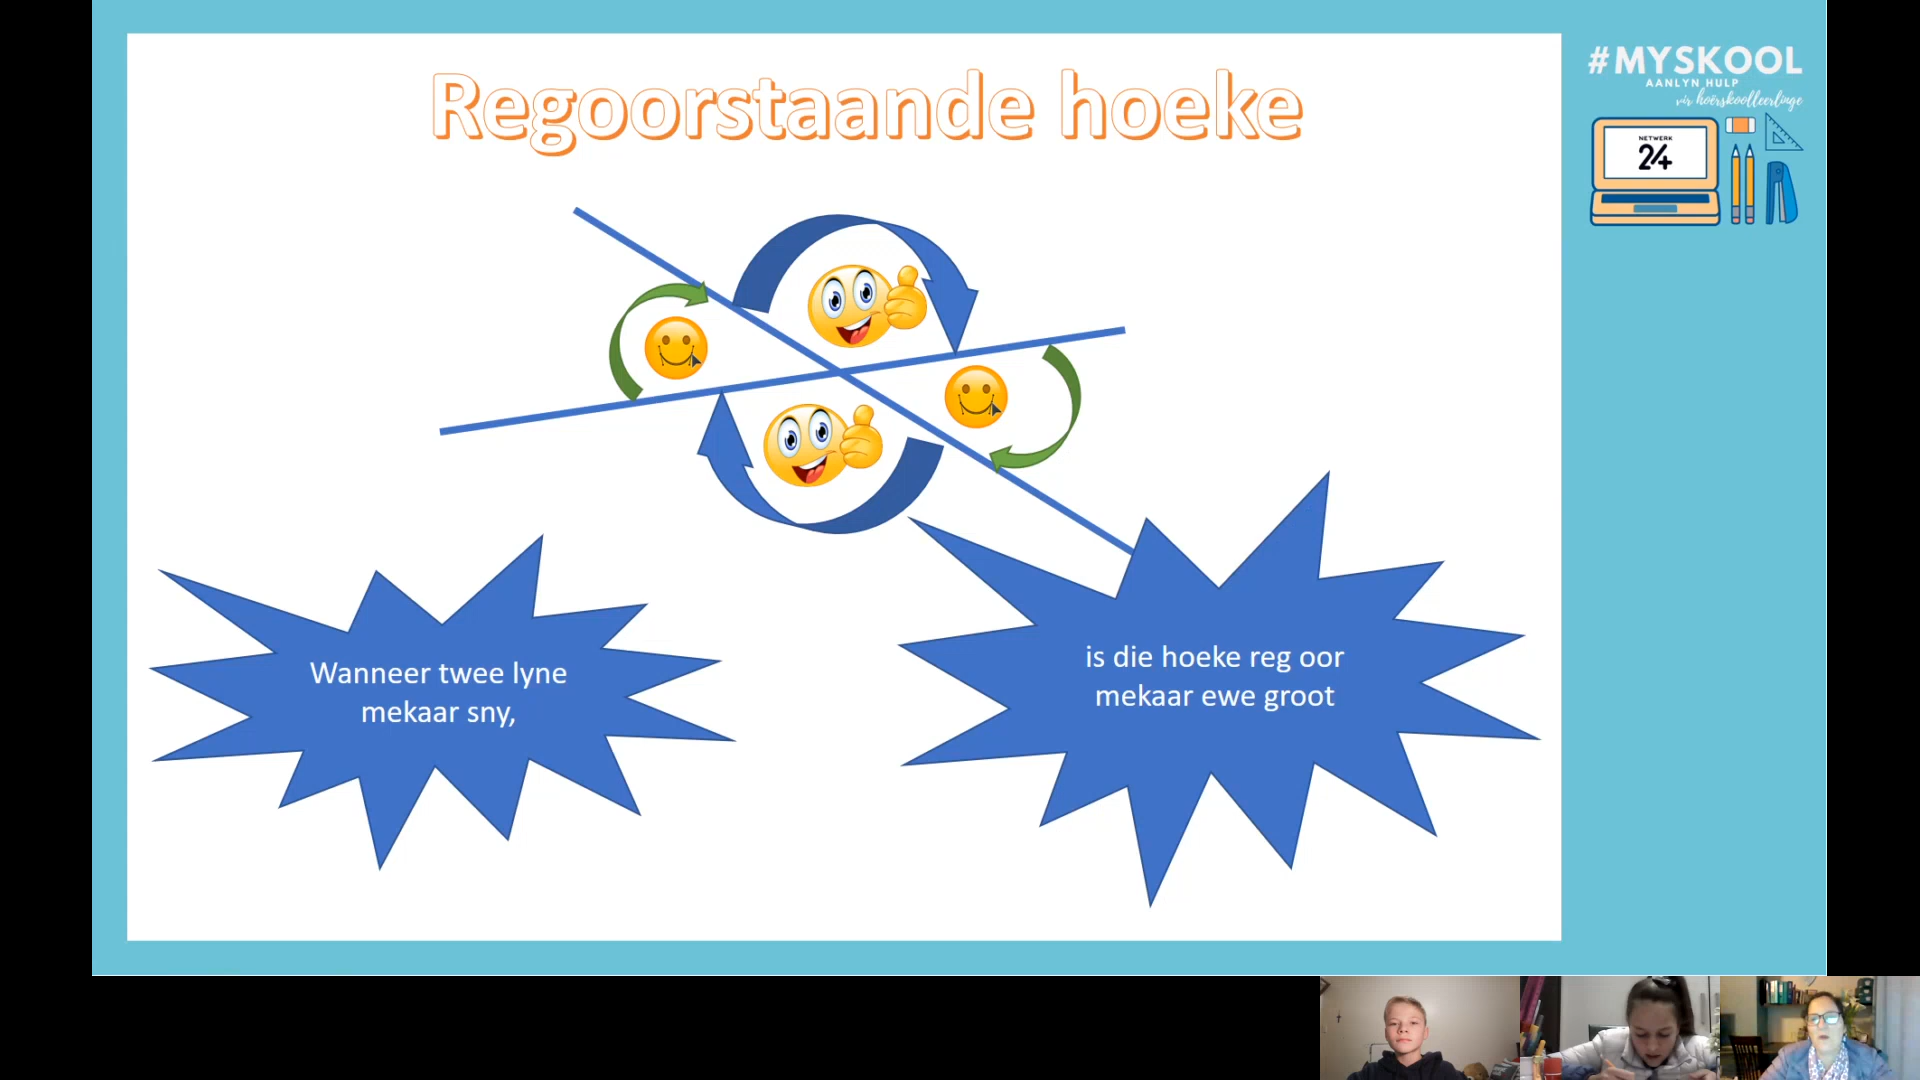 Regoorstaande hoeke
#MYSKOOL
AANLYN HULP
vir hoërskoolleerlinge
NETWERK
24
Wanneer twee lyne
mekaar sny,
is die hoeke reg oor
mekaar ewe groot